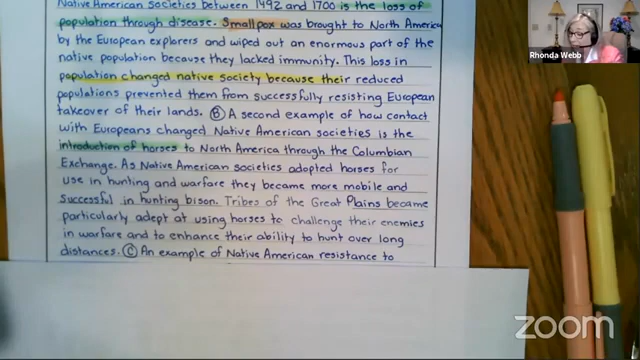 Native American societies between 1492 and 1700 is the loss of
population through disease. Smallpox was brought to North America
by the European explorers and wiped out an enormous part of the
native population because they lacked immunity. This loss in
population changed native society because their reduced
populations prevented them from successfully resisting European
takeover of their lands. Ⓑ A second example of how contact
with Europeans changed Native American societies is the
introduction of horses to North America through the Columbian
Exchange. As Native American societies adopted horses for
use in hunting and warfare they became more mobile and
successful in hunting bison. Tribes of the Great Plains became
particularly adept at using horses to challenge their enemies
in warfare and to enhance their ability to hunt over long
distances. Ⓒ An example of Native American resistance to
Rhonda Webb
zoom